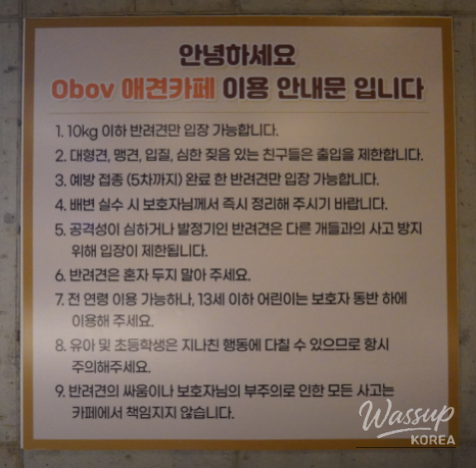 안녕하세요
Obov 애견카페 이용 안내문 입니다
1. 10kg 이하 반려견만 입장 가능합니다.
2. 대형견, 맹견, 입질, 심한 짖음 있는 친구들은 출입을 제한합니다.
3. 예방 접종 (5차까지) 완료 한 반려견만 입장 가능합니다.
4. 배변 실수 시 보호자님께서 즉시 정리해 주시기 바랍니다.
5. 공격성이 심하거나 발정기인 반려견은 다른 개들과의 사고 방지
위해 입장이 제한됩니다.
6. 반려견은 혼자 두지 말아 주세요.
7. 전 연령 이용 가능하나, 13세 이하 어린이는 보호자 동반 하에
이용해 주세요.
8. 유아 및 초등학생은 지나친 행동에 다칠 수 있으므로 항시
주의해주세요.
9. 반려견의 싸움이나 보호자님의 부주의로 인한 모든 사고는
카페에서 책임지지 않습니다.
Wassup
KOREA